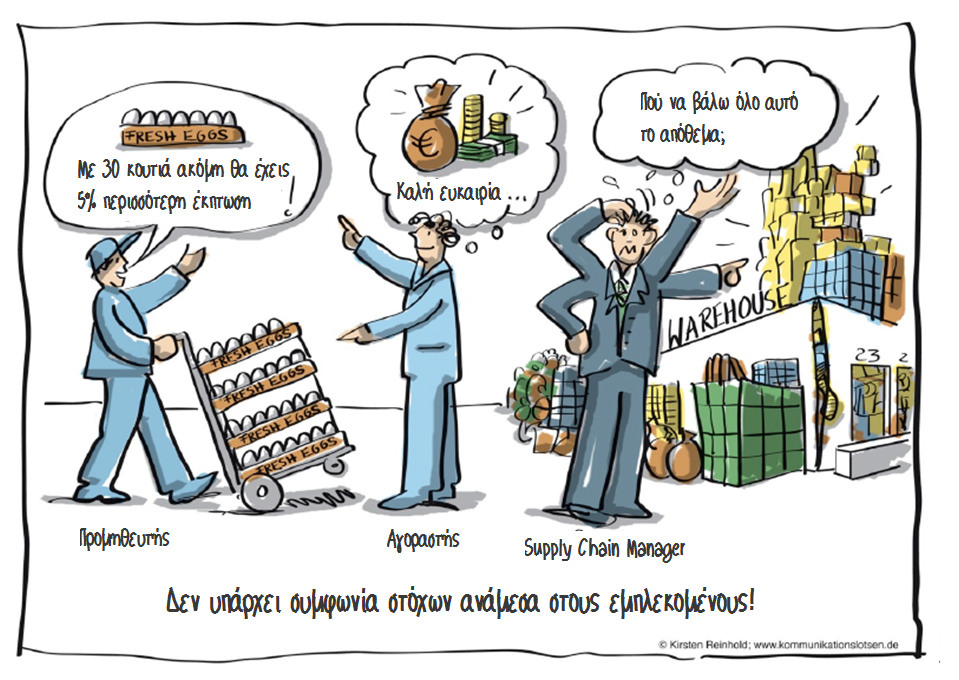 FRESH EGGS
Με 30 κουτιά ακόμη θα έχεις
5% περισσότερη έκπτωση!
€
Καλή ευκαιρία ...
Πού να βάλω όλο αυτό
το απόθεμα;
FRESH EGGS
FRESH EGGS
FRESH EGGS
FRESH EGGS
WAREHOUSE
23
2
Προμηθευτής
Αγοραστής
Supply Chain Manager
Δεν υπάρχει συμφωνία στόχων ανάμεσα στους εμπλεκομένους!
© Kirsten Reinhold; www.kommunikationslotsen.de